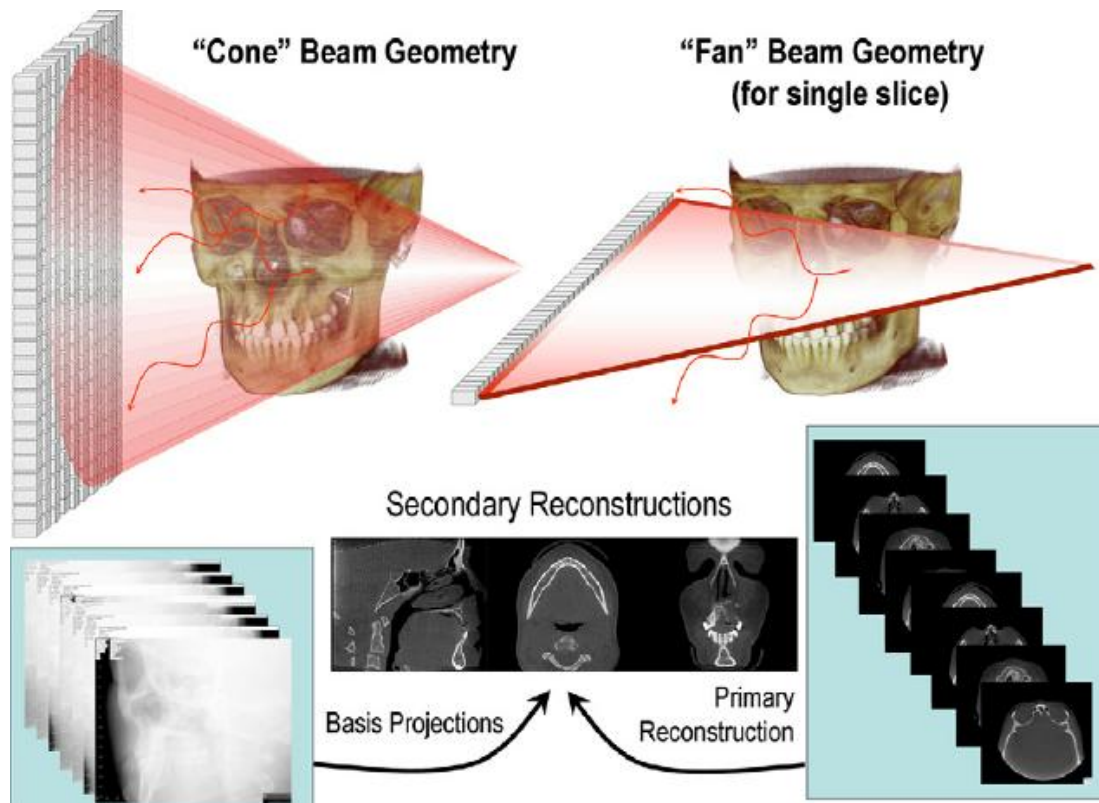 “Cone” Beam Geometry
“Fan” Beam Geometry
(for single slice)
Secondary Reconstructions
Basis Projections
Primary
Reconstruction